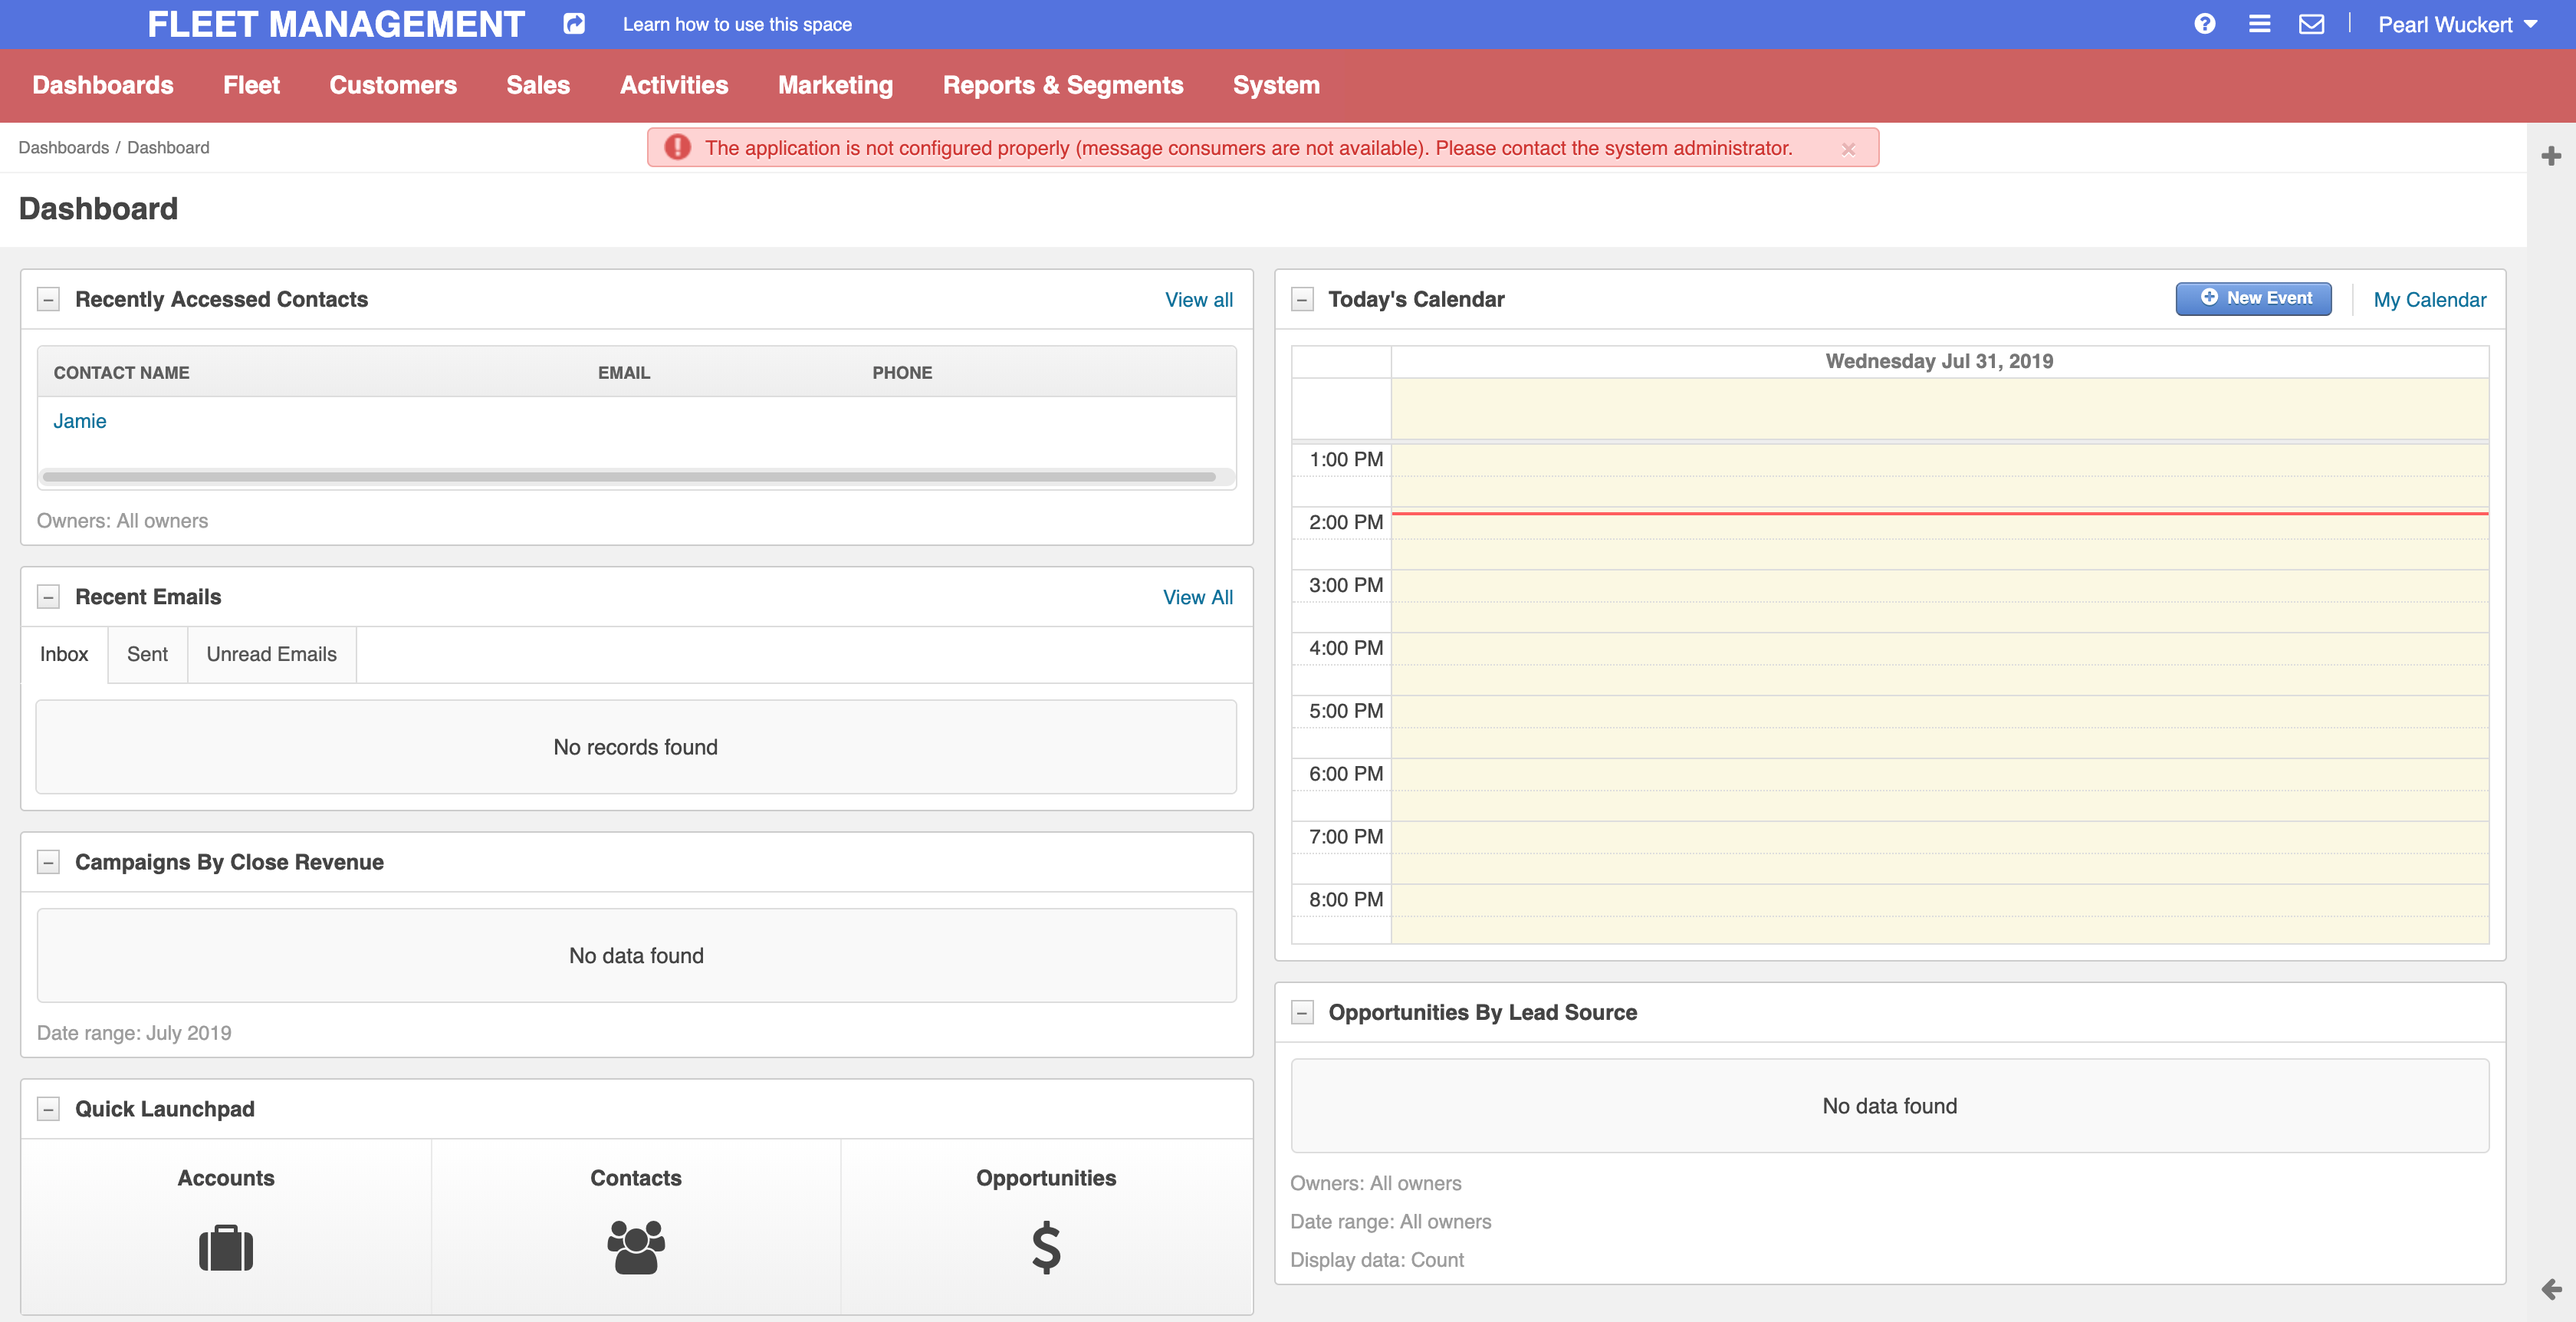 FLEET MANAGEMENT
Learn how to use this space
Pearl Wuckert
Dashboards
Fleet
Customers
Sales
Activities
Marketing
Reports & Segments
System
Dashboards / Dashboard
The application is not configured properly (message consumers are not available). Please contact the system administrator.
Dashboard
Recently Accessed Contacts
View all
CONTACT NAME
EMAIL
PHONE
Jamie
Owners: All owners
Recent Emails
View All
Inbox
Sent
Unread Emails
No records found
Campaigns By Close Revenue
No data found
Date range: July 2019
Quick Launchpad
Accounts
Contacts
Opportunities
Today's Calendar
New Event
My Calendar
Wednesday Jul 31, 2019
1:00 PM
2:00 PM
3:00 PM
4:00 PM
5:00 PM
6:00 PM
7:00 PM
8:00 PM
Opportunities By Lead Source
No data found
Owners: All owners
Date range: All owners
Display data: Count